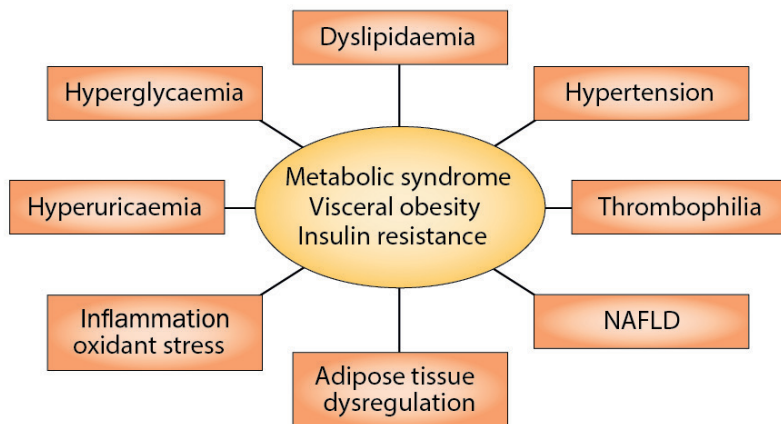 Dyslipidaemia
Hyperglycaemia
Hypertension
Metabolic syndrome
Visceral obesity
Insulin resistance
Hyperuricaemia
Thrombophilia
Inflammation
oxidant stress
NAFLD
Adipose tissue
dysregulation